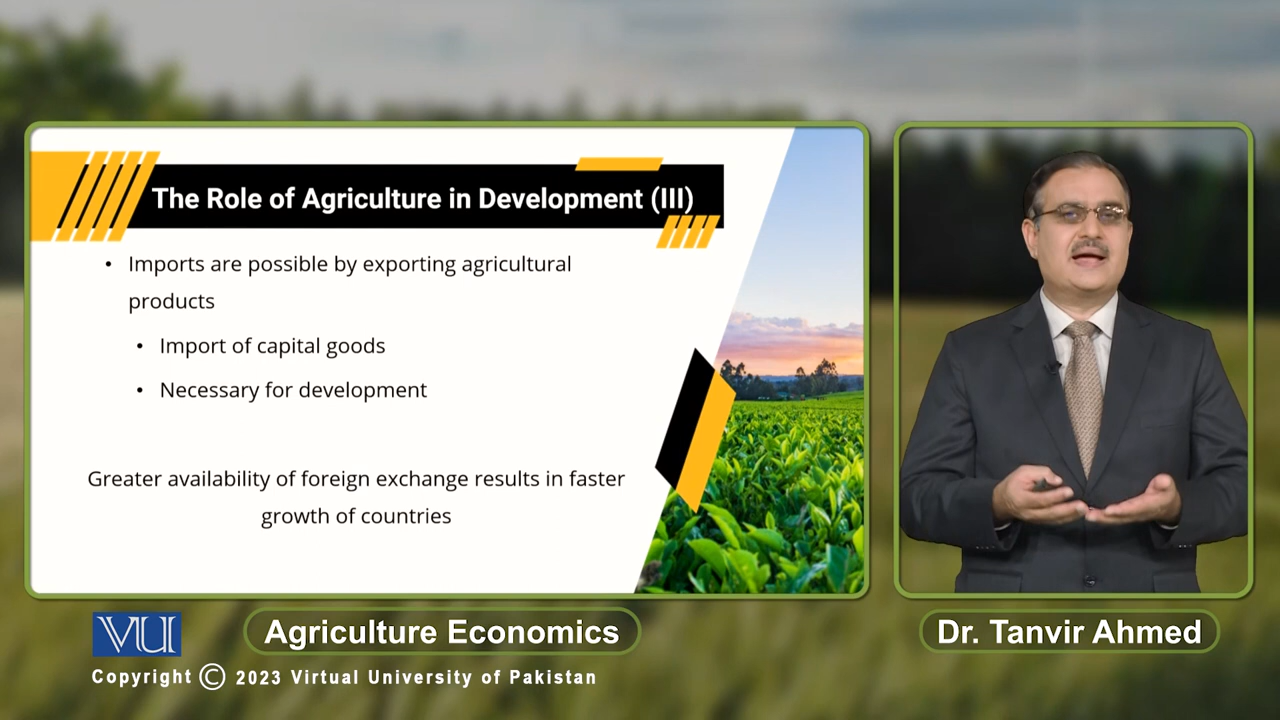 The Role of Agriculture in Development (III)
• Imports are possible by exporting agricultural
products
• Import of capital goods
• Necessary for development
Greater availability of foreign exchange results in faster
growth of countries
VU
Agriculture Economics
Dr. Tanvir Ahmed
Copyright © 2023 Virtual University of Pakistan